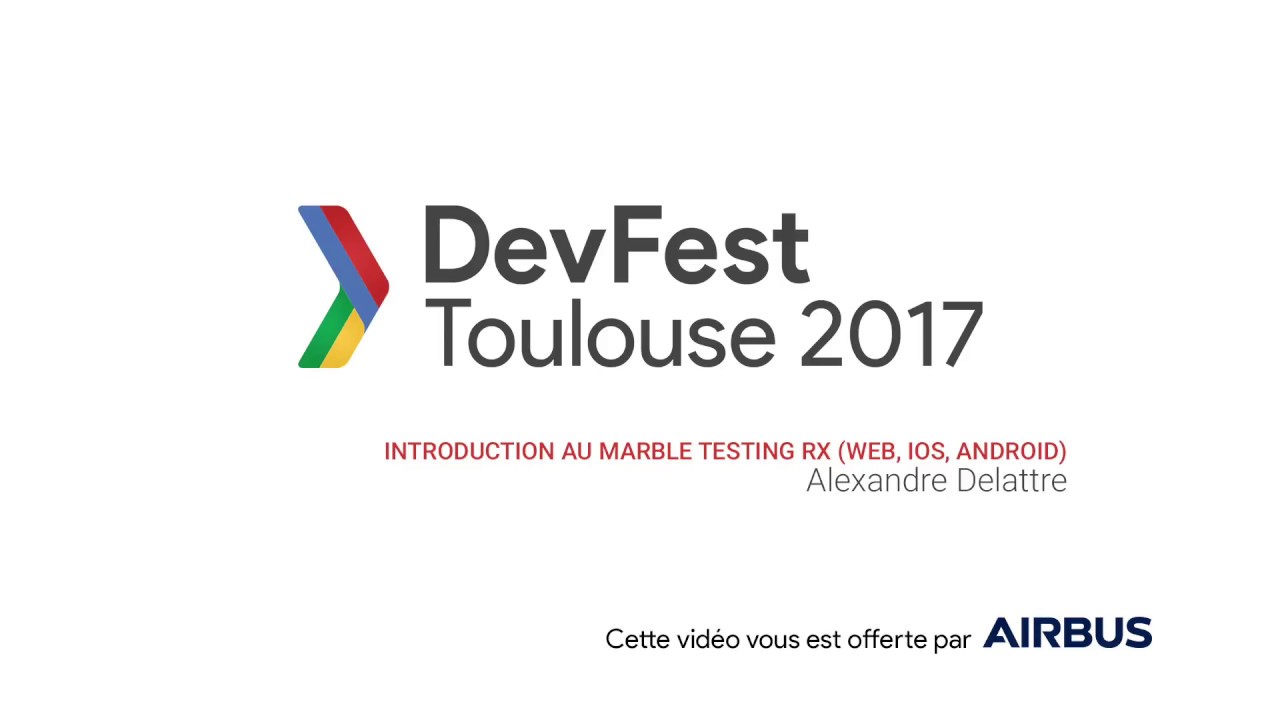 DevFest
Toulouse 2017
INTRODUCTION AU MARBLE TESTING RX (WEB, IOS, ANDROID)
Alexandre Delattre
Cette vidéo vous est offerte par AIRBUS